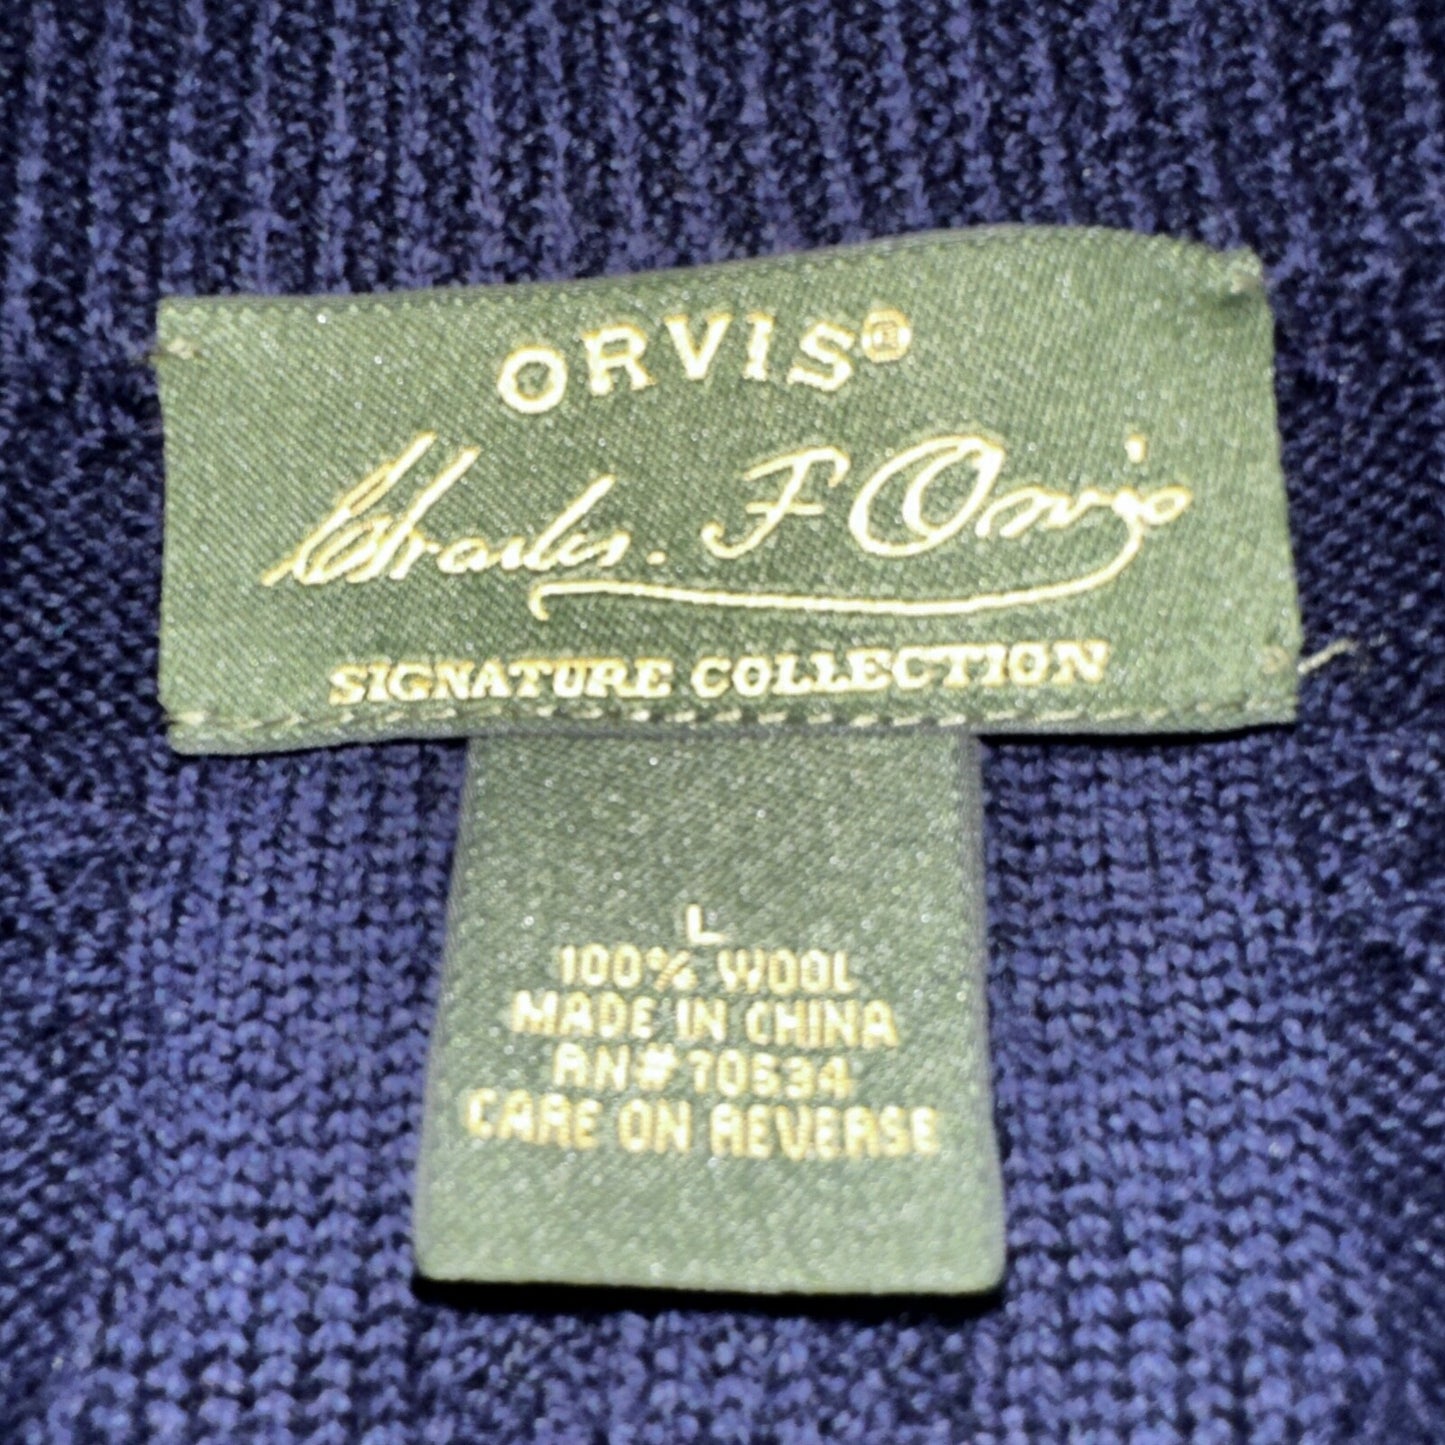 ORVIS®
Charles. F Orvis
SIGNATURE COLLECTION
L
100% WOOL
MADE IN CHINA
RN# 70534
CARE ON REVERSE